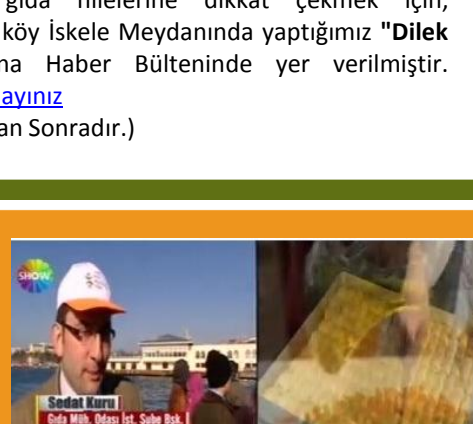 gıda hilelerine dikkat çekmek için,
köy İskele Meydanında yaptığımız "Dilek
na Haber Bülteninde yer verilmiştir.
ayınız
an Sonradır.)
SHOW
Sedat Kuru
Gıda Müh. Odası İst. Şube Bşk.